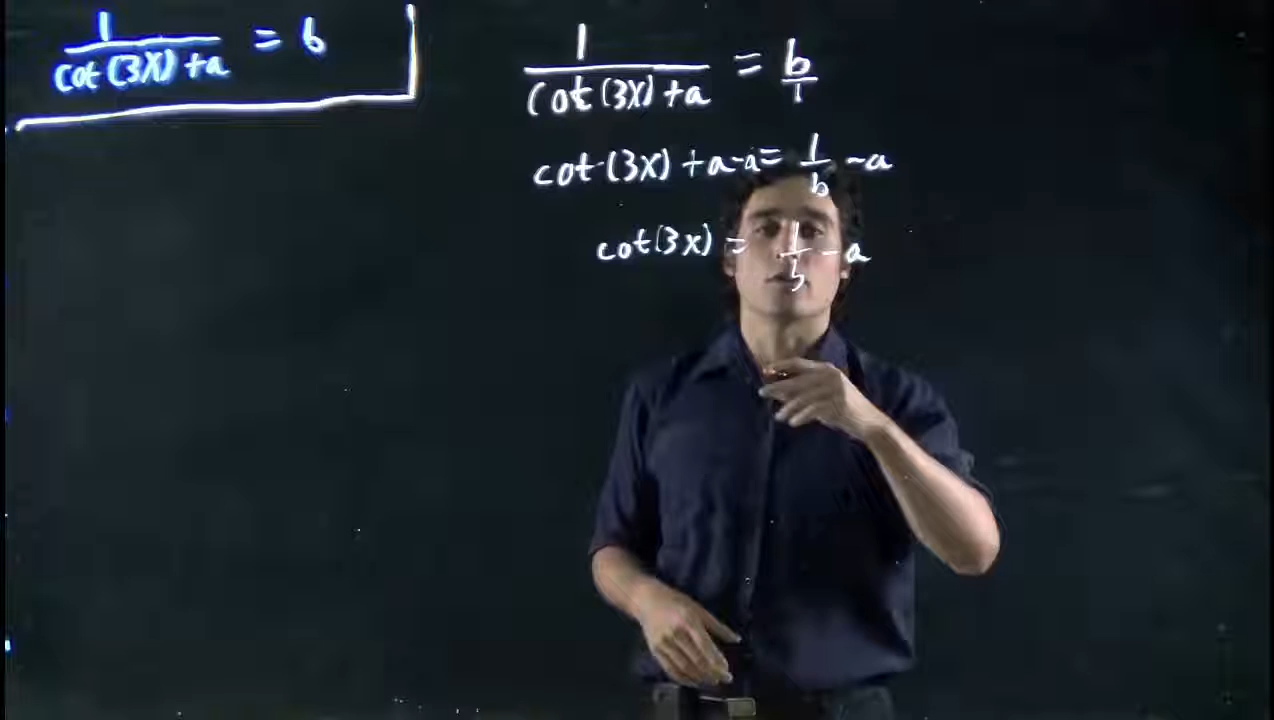 1/(cot(3x)+a) = b
1/(cot(3x)+a) = b/1
cot(3x) + a - a = 1/b - a
cot(3x) = 1/b - a